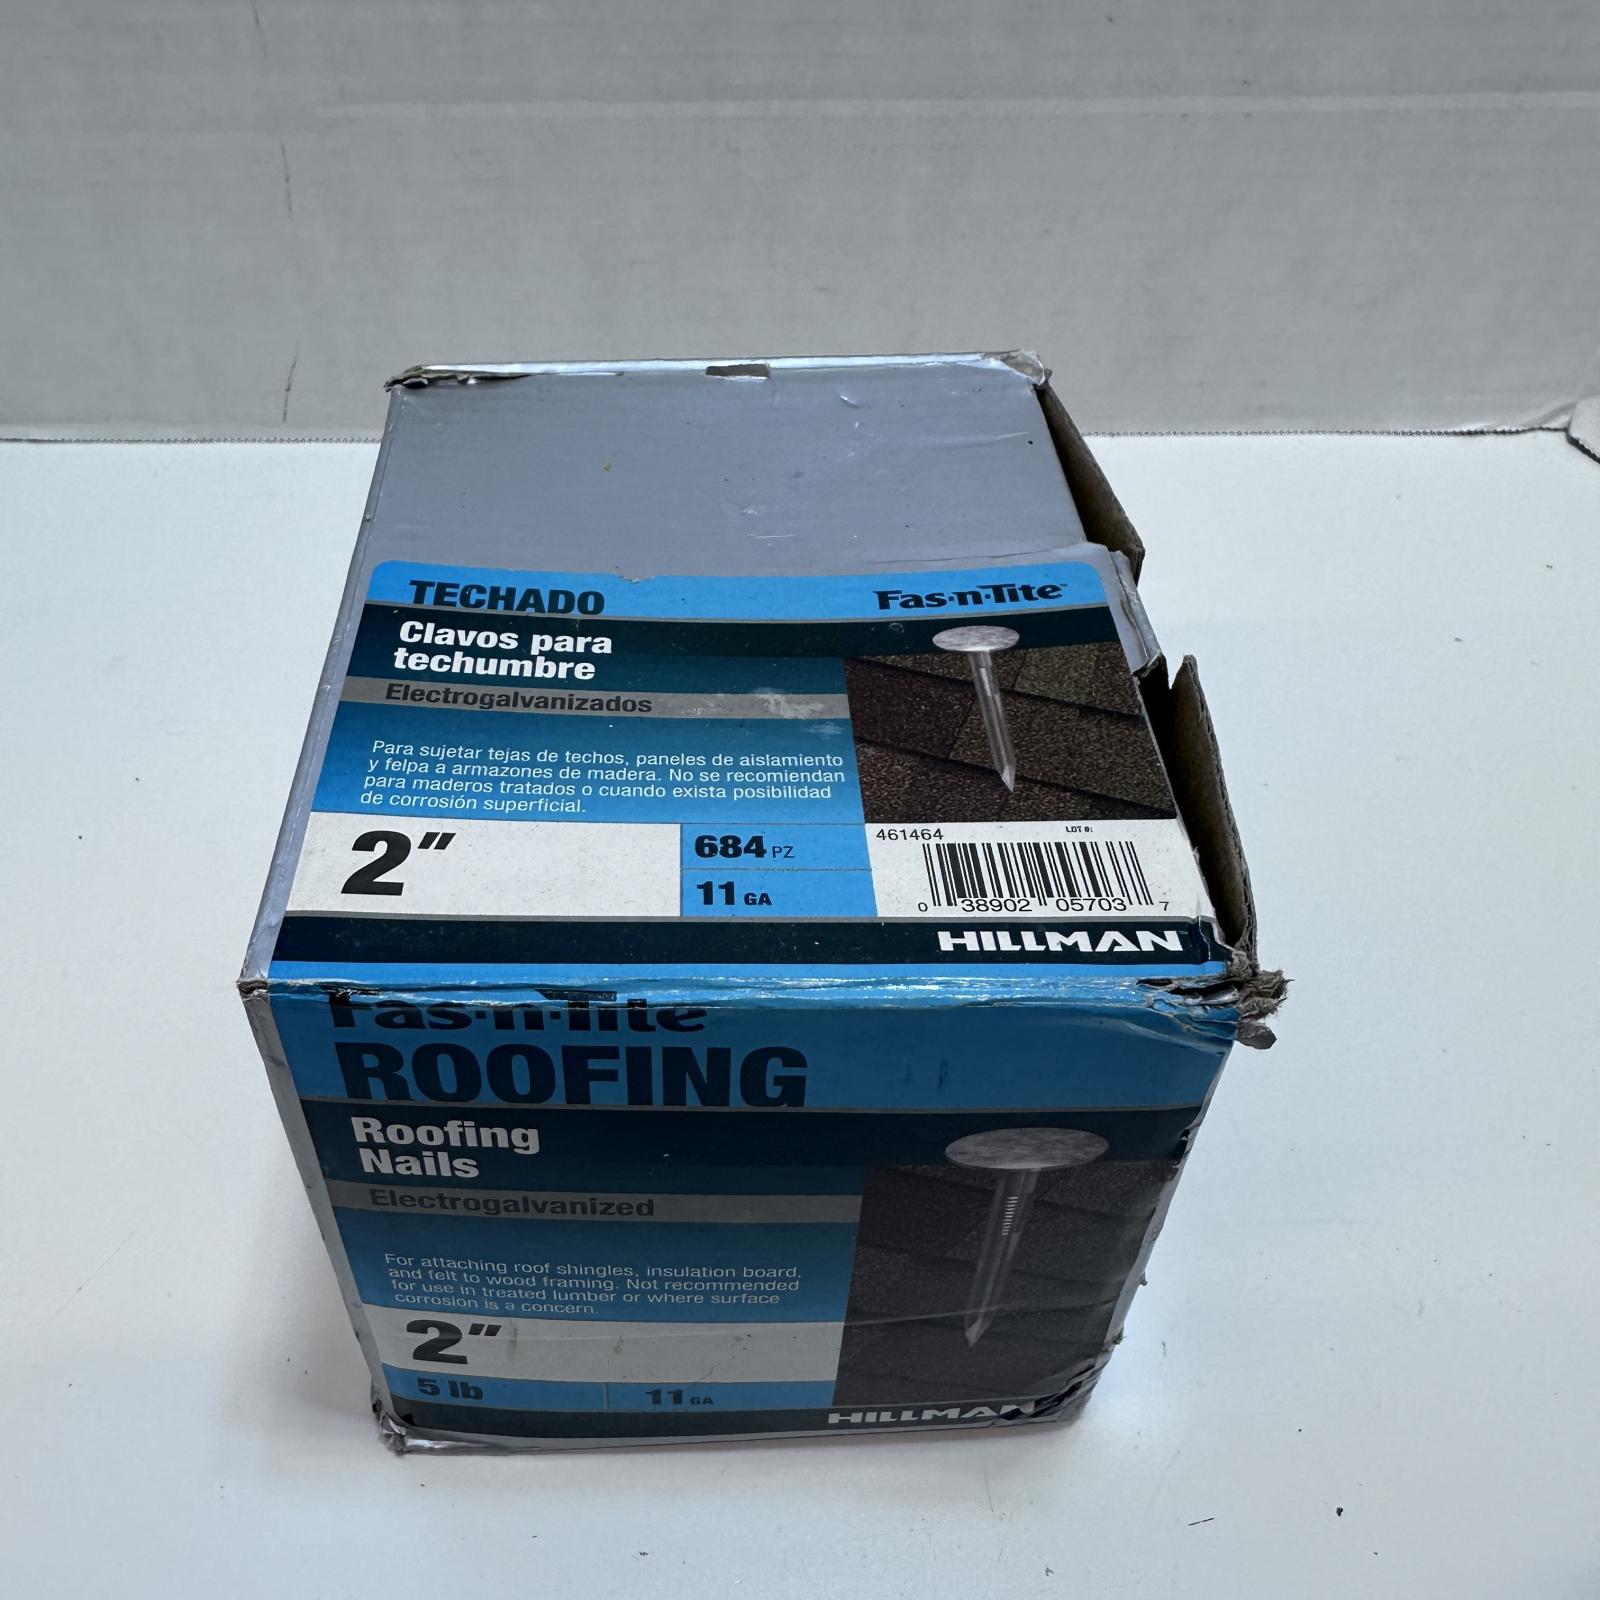 TECHADO
Fas-n-Tite®
Clavos para
techumbre
Electrogalvanizados
Para sujetar tejas de techos, paneles de aislamiento
y felpa a armazones de madera. No se recomiendan
para maderos tratados o cuando exista posibilidad
de corrosión superficial.
2"
684 PZ
11 GA
461464
LOT #:
0 38902 05703 7
HILLMAN
Fas-n-Tite
ROOFING
Roofing
Nails
Electrogalvanized
For attaching roof shingles, insulation board,
and felt to wood framing. Not recommended
for use in treated lumber or where surface
corrosion is a concern.
2"
5 lb
11 GA
HILLMAN